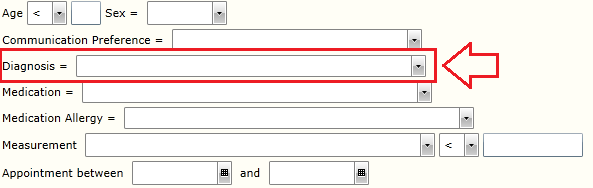 Age < Sex =
Communication Preference =
Diagnosis =
Medication =
Medication Allergy =
Measurement <
Appointment between and